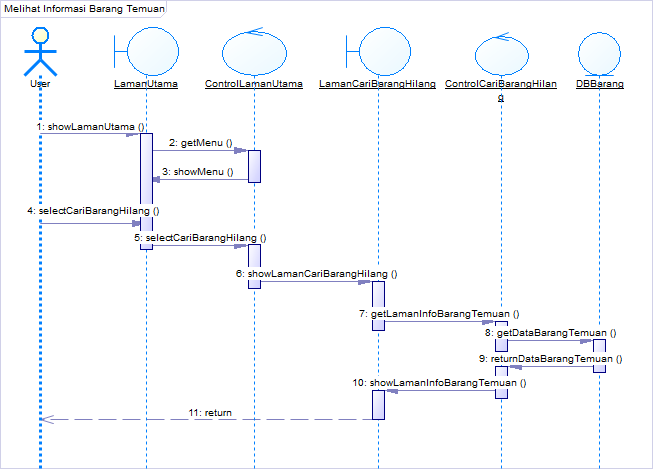 Melihat Informasi Barang Temuan
User
LamanUtama
ControlLamanUtama
LamanCariBarangHilang
ControlCariBarangHilan
g
DBBarang
1: showLamanUtama ()
2: getMenu ()
3: showMenu ()
4: selectCariBarangHilang ()
5: selectCariBarangHilang ()
6: showLamanCariBarangHilang ()
7: getLamanInfoBarangTemuan ()
8: getDataBarangTemuan ()
9: returnDataBarangTemuan ()
10: showLamanInfoBarangTemuan ()
11: return